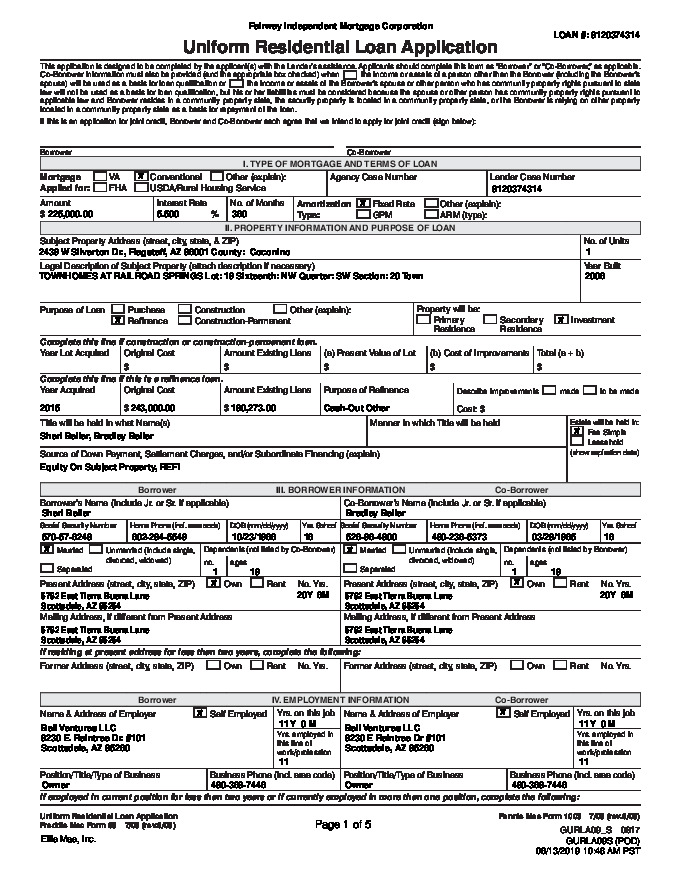 Fairway Independent Mortgage Corporation
LOAN #: 8120374314
Uniform Residential Loan Application
This application is designed to be completed by the applicant(s) with the Lender's assistance. Applicants should complete this form as "Borrower" or "Co-Borrower," as applicable.
Co-Borrower information must also be provided (and the appropriate box checked) when the income or assets of a person other than the Borrower (including the Borrower's
spouse) will be used as a basis for loan qualification or the income or assets of the Borrower's spouse or other person who has community property rights pursuant to state
law will not be used as a basis for loan qualification, but his or her liabilities must be considered because the spouse or other person has community property rights pursuant to
applicable law and Borrower resides in a community property state, the security property is located in a community property state, or the Borrower is relying on other property
located in a community property state as a basis for repayment of the loan.
If this is an application for joint credit, Borrower and Co-Borrower each agree that we intend to apply for joint credit (sign below):
Borrower Co-Borrower
I. TYPE OF MORTGAGE AND TERMS OF LOAN
Mortgage VA X Conventional Other (explain): Agency Case Number Lender Case Number
Applied for: FHA USDA/Rural Housing Service 8120374314
Amount Interest Rate No. of Months Amortization X Fixed Rate Other (explain):
$ 225,000.00 5.500 % 360 Type: GPM ARM (type):
II. PROPERTY INFORMATION AND PURPOSE OF LOAN
Subject Property Address (street, city, state, & ZIP) No. of Units
2439 W Silverton Dr, Flagstaff, AZ 86001 County: Coconino 1
Legal Description of Subject Property (attach description if necessary) Year Built
TOWNHOMES AT RAILROAD SPRINGS Lot: 19 Sixteenth: NW Quarter: SW Section: 20 Town 2006
Purpose of Loan Purchase Construction Other (explain): Property will be:
X Refinance Construction-Permanent Primary Residence Secondary Residence X Investment
Complete this line if construction or construction-permanent loan.
Year Lot Acquired Original Cost Amount Existing Liens (a) Present Value of Lot (b) Cost of Improvements Total (a + b)
$ $ $ $ $
Complete this line if this is a refinance loan.
Year Acquired Original Cost Amount Existing Liens Purpose of Refinance Describe Improvements made to be made
2015 $ 243,000.00 $ 180,273.00 Cash-Out Other Cost: $
Title will be held in what Name(s) Manner in which Title will be held Estate will be held in:
Sheri Beller, Bradley Beller X Fee Simple
Leasehold
Source of Down Payment, Settlement Charges, and/or Subordinate Financing (explain) (show expiration date)
Equity On Subject Property, REFI
Borrower III. BORROWER INFORMATION Co-Borrower
Borrower's Name (include Jr. or Sr. if applicable) Co-Borrower's Name (include Jr. or Sr. if applicable)
Sheri Beller Bradley Beller
Social Security Number Home Phone (incl. area code) DOB (mm/dd/yyyy) Yrs. School Social Security Number Home Phone (incl. area code) DOB (mm/dd/yyyy) Yrs. School
16 480-236-5373 16
X Married Unmarried (include single, divorced, widowed) Dependents (not listed by Co-Borrower) X Married Unmarried (include single, divorced, widowed) Dependents (not listed by Borrower)
Separated no. 1 ages 18 Separated no. 1 ages 18
Present Address (street, city, state, ZIP) X Own Rent No. Yrs. Present Address (street, city, state, ZIP) X Own Rent No. Yrs.
5762 East Tierra Buena Lane 20Y 6M 5762 East Tierra Buena Lane 20Y 6M
Scottsdale, AZ 85254 Scottsdale, AZ 85254
Mailing Address, if different from Present Address Mailing Address, if different from Present Address
5762 East Tierra Buena Lane 5762 East Tierra Buena Lane
Scottsdale, AZ 85254 Scottsdale, AZ 85254
If residing at present address for less than two years, complete the following:
Former Address (street, city, state, ZIP) Own Rent No. Yrs. Former Address (street, city, state, ZIP) Own Rent No. Yrs.
Borrower IV. EMPLOYMENT INFORMATION Co-Borrower
Name & Address of Employer X Self Employed Yrs. on this job Name & Address of Employer X Self Employed Yrs. on this job
Bell Ventures LLC 11Y 0M Bell Ventures LLC 11Y 0M
8230 E Raintree Dr #101 Yrs. employed in this line of work/profession 8230 E Raintree Dr #101 Yrs. employed in this line of work/profession
Scottsdale, AZ 85260 11 Scottsdale, AZ 85260 11
Position/Title/Type of Business Business Phone (incl. area code) Position/Title/Type of Business Business Phone (incl. area code)
Owner 480-368-7446 Owner 480-368-7446
If employed in current position for less than two years or if currently employed in more than one position, complete the following:
Uniform Residential Loan Application Fannie Mae Form 1003 7/05 (rev.6/09)
Freddie Mac Form 65 7/05 (rev.6/09) Page 1 of 5 GURLA09_S 0617
Ellie Mae, Inc. GURLA09S (POD)
06/13/2019 10:46 AM PST